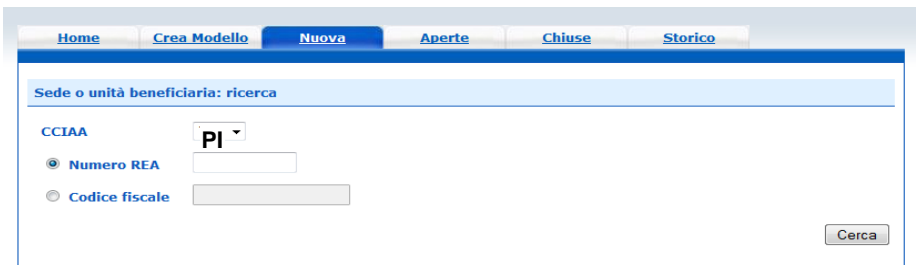 Home Crea Modello Nuova Aperte Chiuse Storico
Sede o unità beneficiaria: ricerca
CCIAA PI
Numero REA
Codice fiscale
Cerca